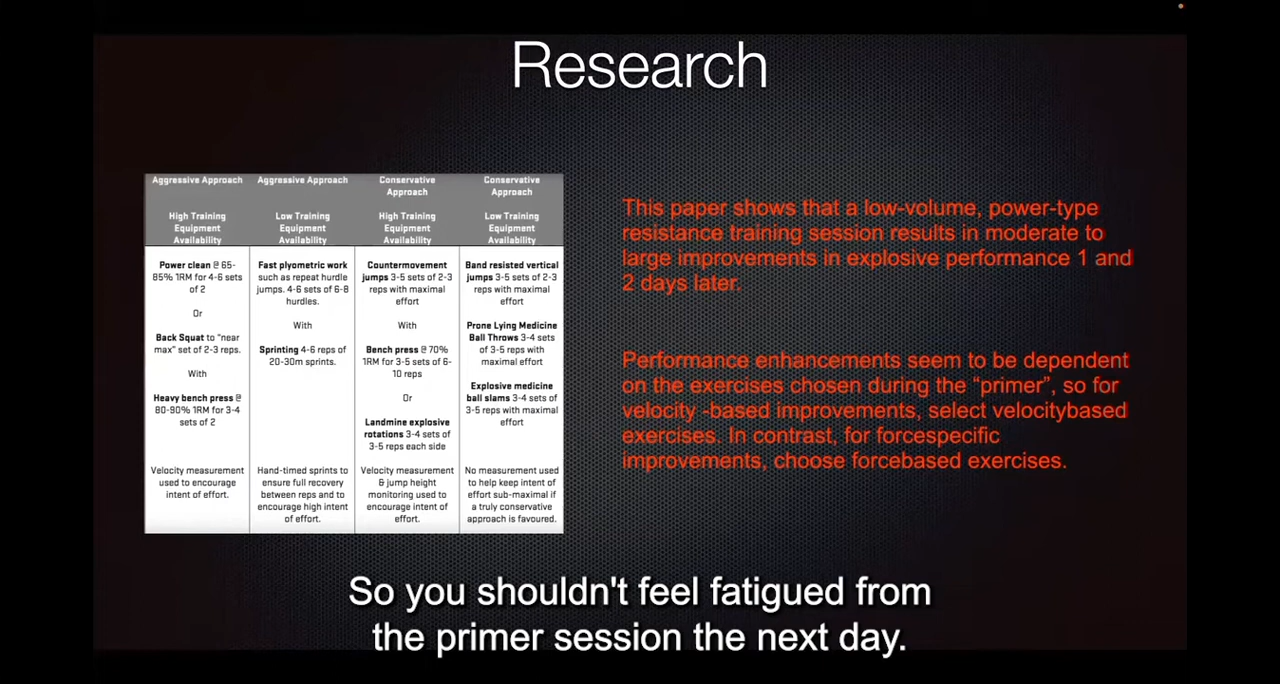 Research
Aggressive Approach
High Training
Equipment
Availability
Aggressive Approach
Low Training
Equipment
Availability
Conservative
Approach
High Training
Equipment
Availability
Conservative
Approach
Low Training
Equipment
Availability
Power clean @ 65-
85% 1RM for 4-6 sets
of 2
Or
Back Squat to "near
max" set of 2-3 reps.
With
Heavy bench press @
80-90% 1RM for 3-4
sets of 2
Velocity measurement
used to encourage
intent of effort.
Fast plyometric work
such as repeat hurdle
jumps. 4-6 sets of 6-8
hurdles.
With
Sprinting 4-6 reps of
20-30m sprints.
Hand-timed sprints to
ensure full recovery
between reps and to
encourage high intent
of effort.
Countermovement
jumps 3-5 sets of 2-3
reps with maximal
effort
With
Bench press @ 70%
1RM for 3-5 sets of 6-
10 reps
Or
Landmine explosive
rotations 3-4 sets of
3-5 reps each side
Velocity measurement
& jump height
monitoring used to
encourage intent of
effort.
Band resisted vertical
jumps 3-5 sets of 2-3
reps with maximal
effort
Prone Lying Medicine
Ball Throws 3-4 sets
of 3-5 reps with
maximal effort
Explosive medicine
ball slams 3-4 sets of
3-5 reps with maximal
effort
No measurement used
to help keep intent of
effort sub-maximal if
a truly conservative
approach is favoured.
This paper shows that a low-volume, power-type
resistance training session results in moderate to
large improvements in explosive performance 1 and
2 days later.
Performance enhancements seem to be dependent
on the exercises chosen during the “primer”, so for
velocity -based improvements, select velocitybased
exercises. In contrast, for forcespecific
improvements, choose forcebased exercises.
So you shouldn't feel fatigued from
the primer session the next day.